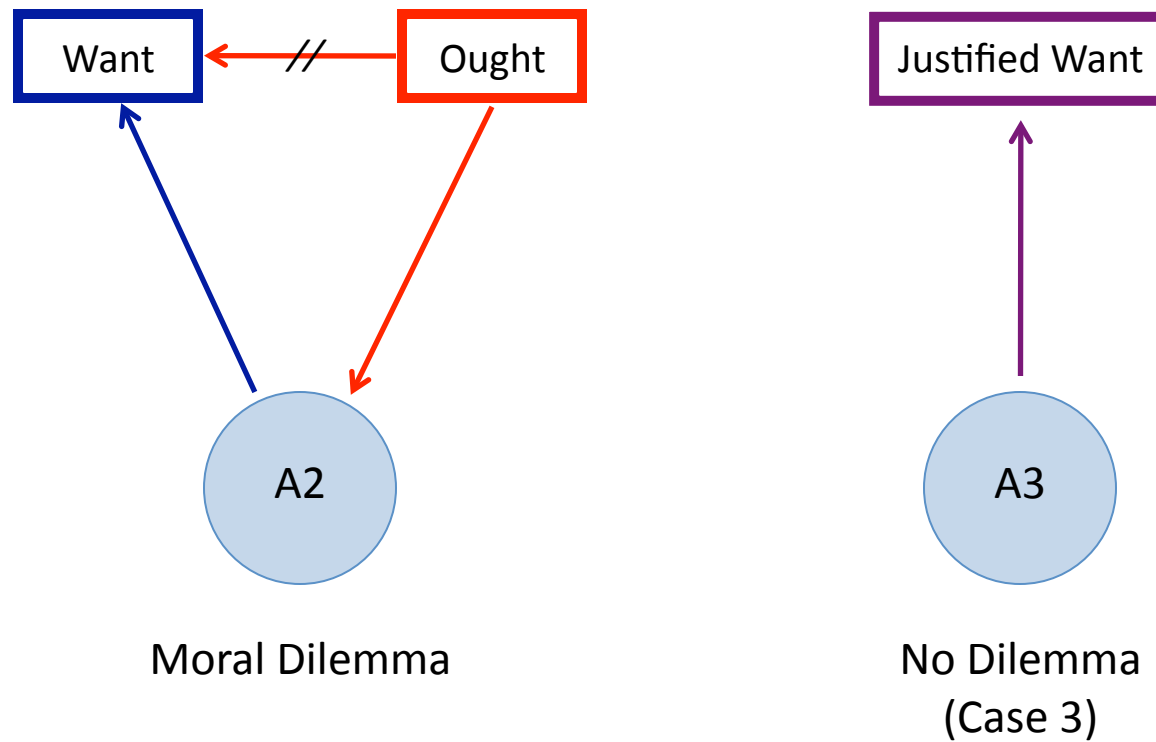 Want
//
Ought
Justified Want
A2
A3
Moral Dilemma
No Dilemma
(Case 3)